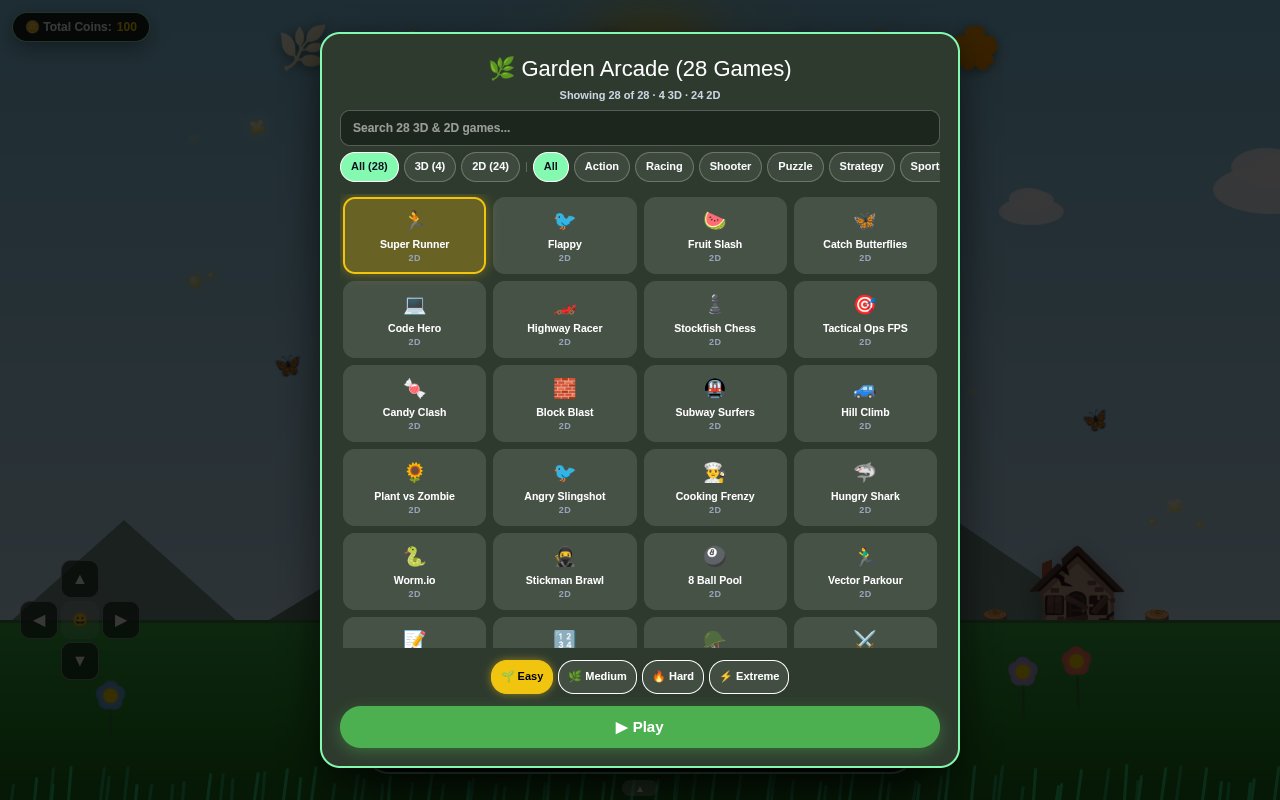 Total Coins: 100
Garden Arcade (28 Games)
Showing 28 of 28 · 4 3D · 24 2D
Search 28 3D & 2D games...
All (28) 3D (4) 2D (24) | All Action Racing Shooter Puzzle Strategy Sport
Super Runner Flappy Fruit Slash Catch Butterflies
2D 2D 2D 2D
Code Hero Highway Racer Stockfish Chess Tactical Ops FPS
2D 2D 2D 2D
Candy Clash Block Blast Subway Surfers Hill Climb
2D 2D 2D 2D
Plant vs Zombie Angry Slingshot Cooking Frenzy Hungry Shark
2D 2D 2D 2D
Worm.io Stickman Brawl 8 Ball Pool Vector Parkour
2D 2D 2D 2D
Easy Medium Hard Extreme
▶ Play